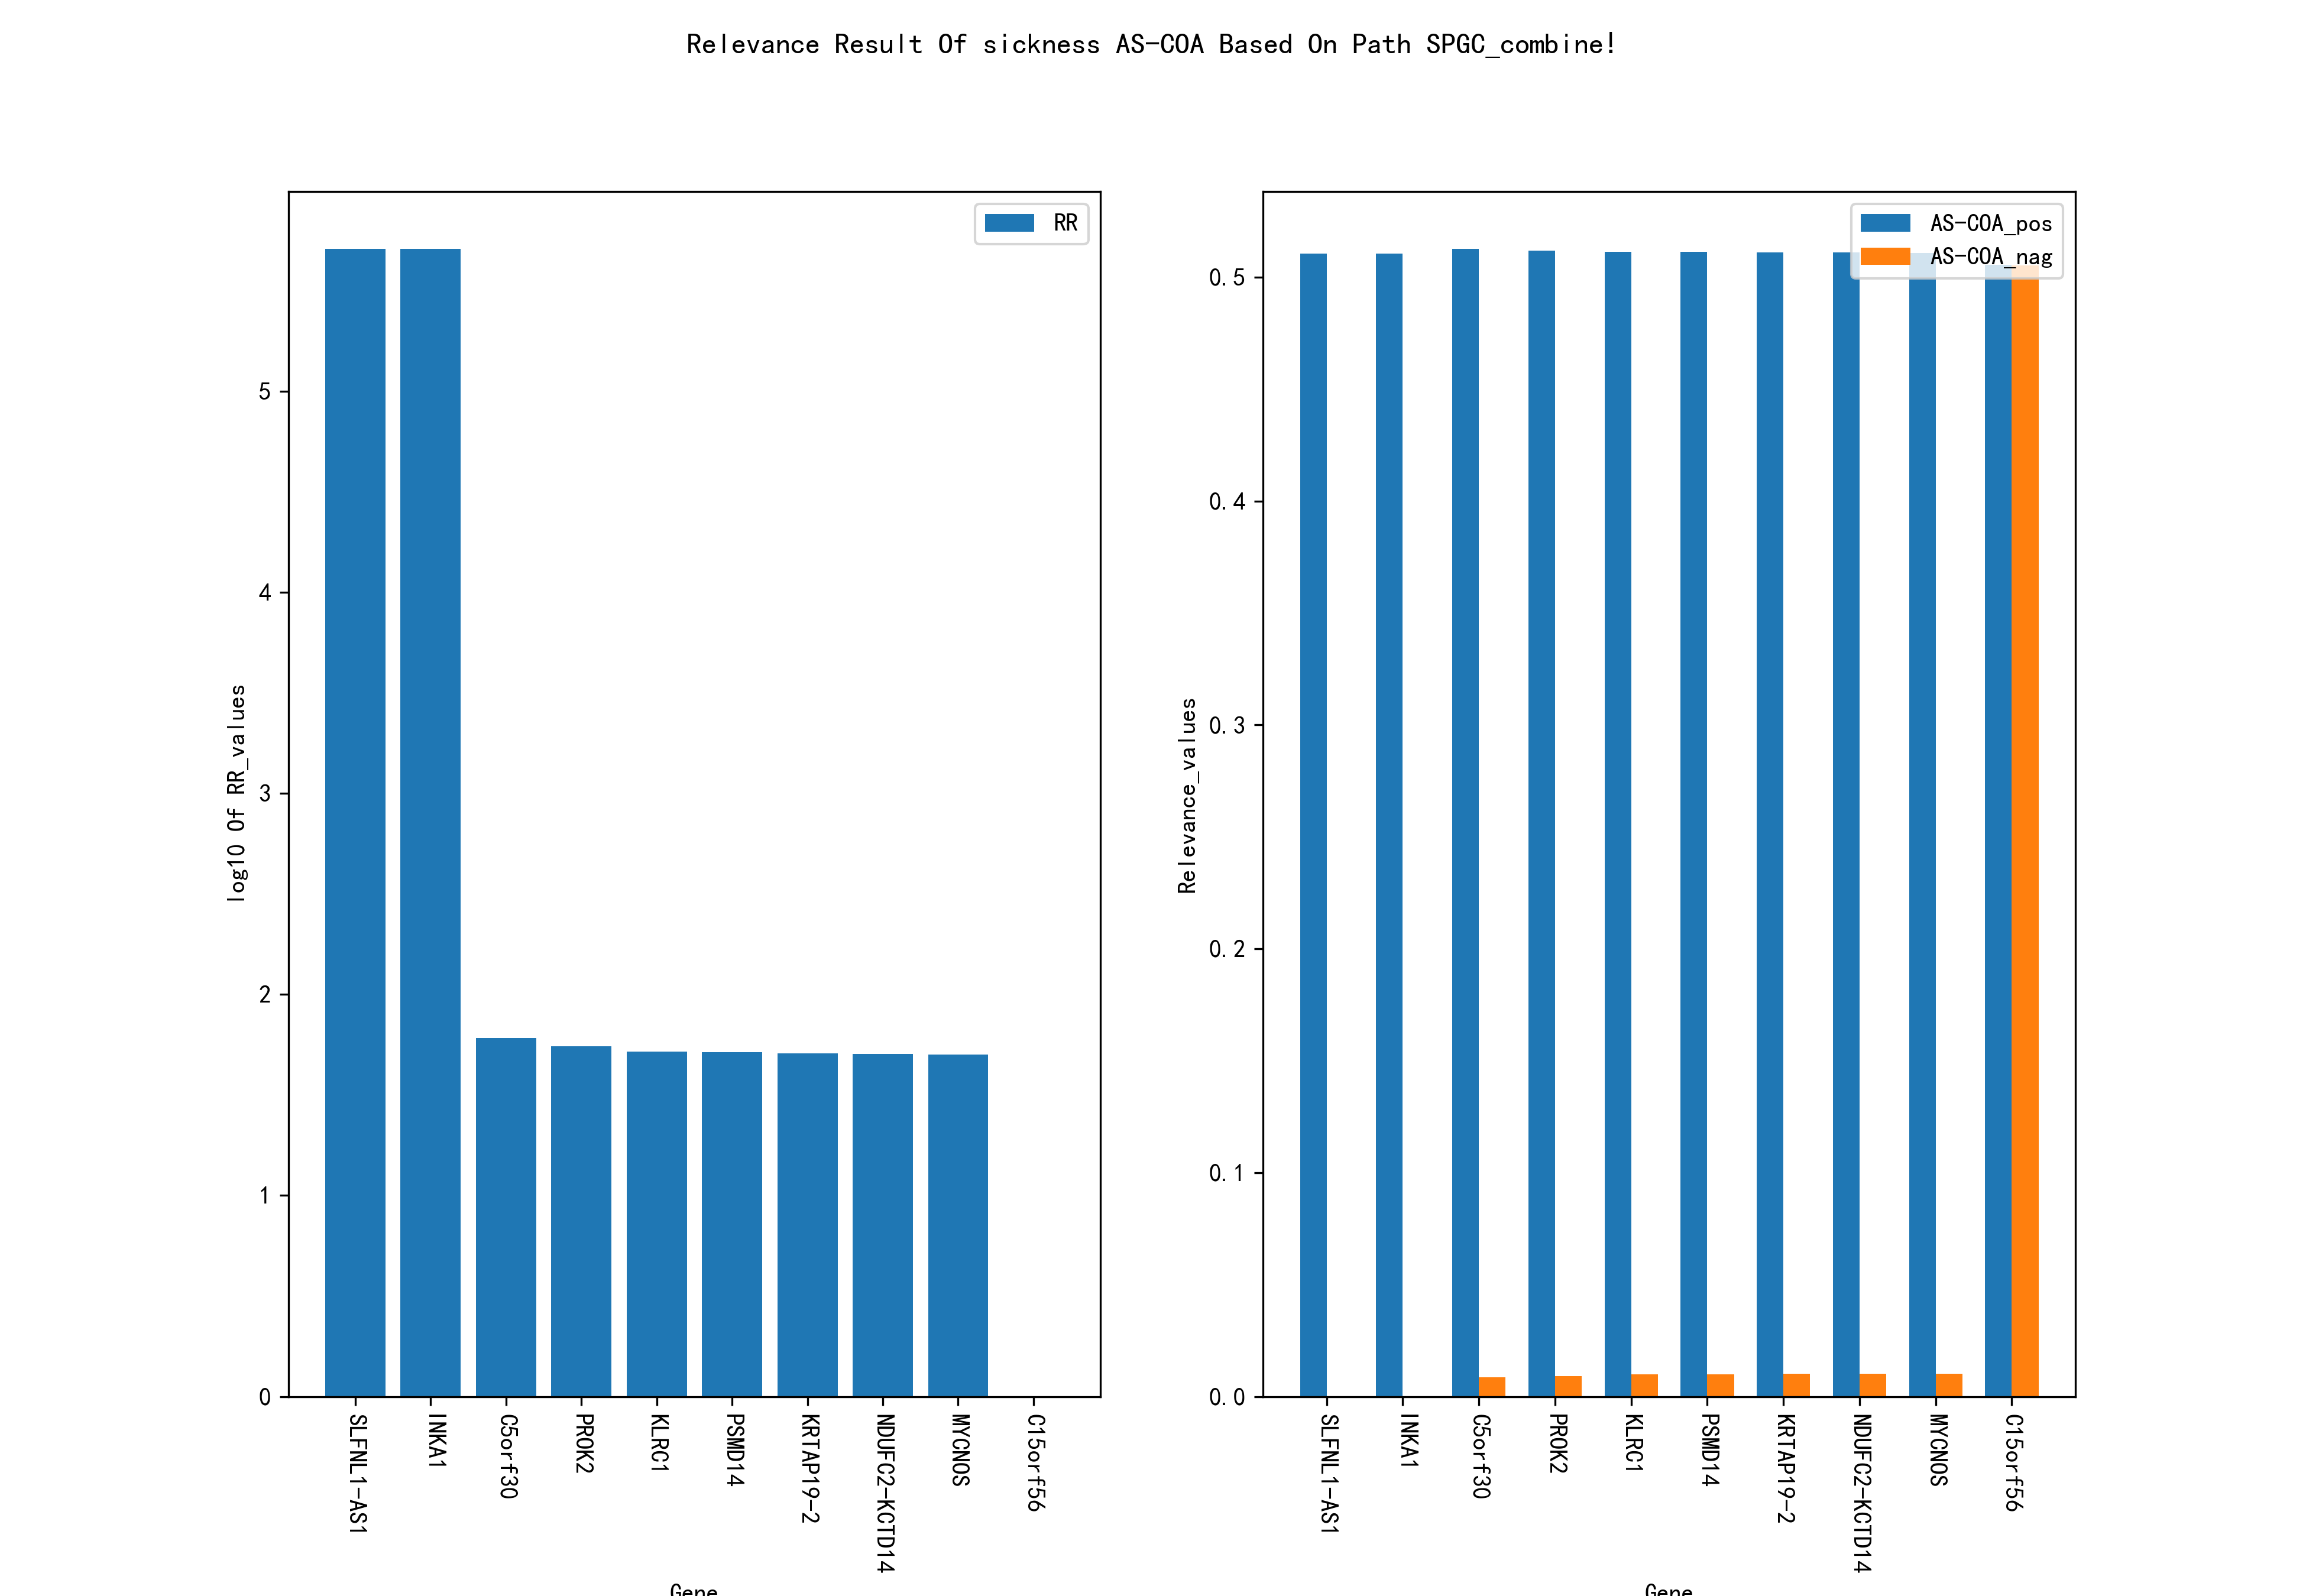 Relevance Result Of sickness AS-COA Based On Path SPGC_combine!
RR
5
4
3
2
1
0
log10 Of RR_values
SLFNL1-AS1
INKA1
C5orf30
PROK2
KLRC1
PSMD14
KRTAP19-2
NDUFC2-KCTD14
MYCNOS
C15orf56
Gene
AS-COA_pos
AS-COA_nag
0.5
0.4
0.3
0.2
0.1
0.0
Relevance_values
SLFNL1-AS1
INKA1
C5orf30
PROK2
KLRC1
PSMD14
KRTAP19-2
NDUFC2-KCTD14
MYCNOS
C15orf56
Gene